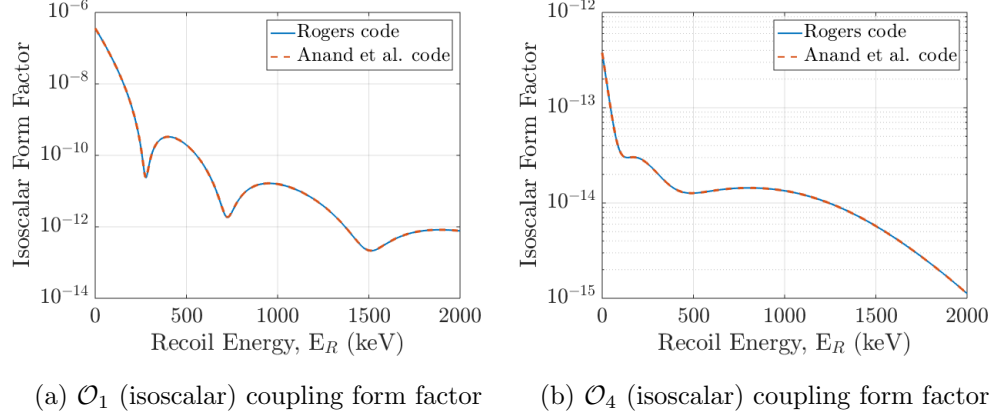 10⁻⁶
10⁻⁸
10⁻¹⁰
10⁻¹²
10⁻¹⁴
Isoscalar Form Factor
Rogers code
Anand et al. code
0 500 1000 1500 2000
Recoil Energy, E_R (keV)
(a) 𝒪₁ (isoscalar) coupling form factor
10⁻¹²
10⁻¹³
10⁻¹⁴
10⁻¹⁵
Isoscalar Form Factor
Rogers code
Anand et al. code
0 500 1000 1500 2000
Recoil Energy, E_R (keV)
(b) 𝒪₄ (isoscalar) coupling form factor